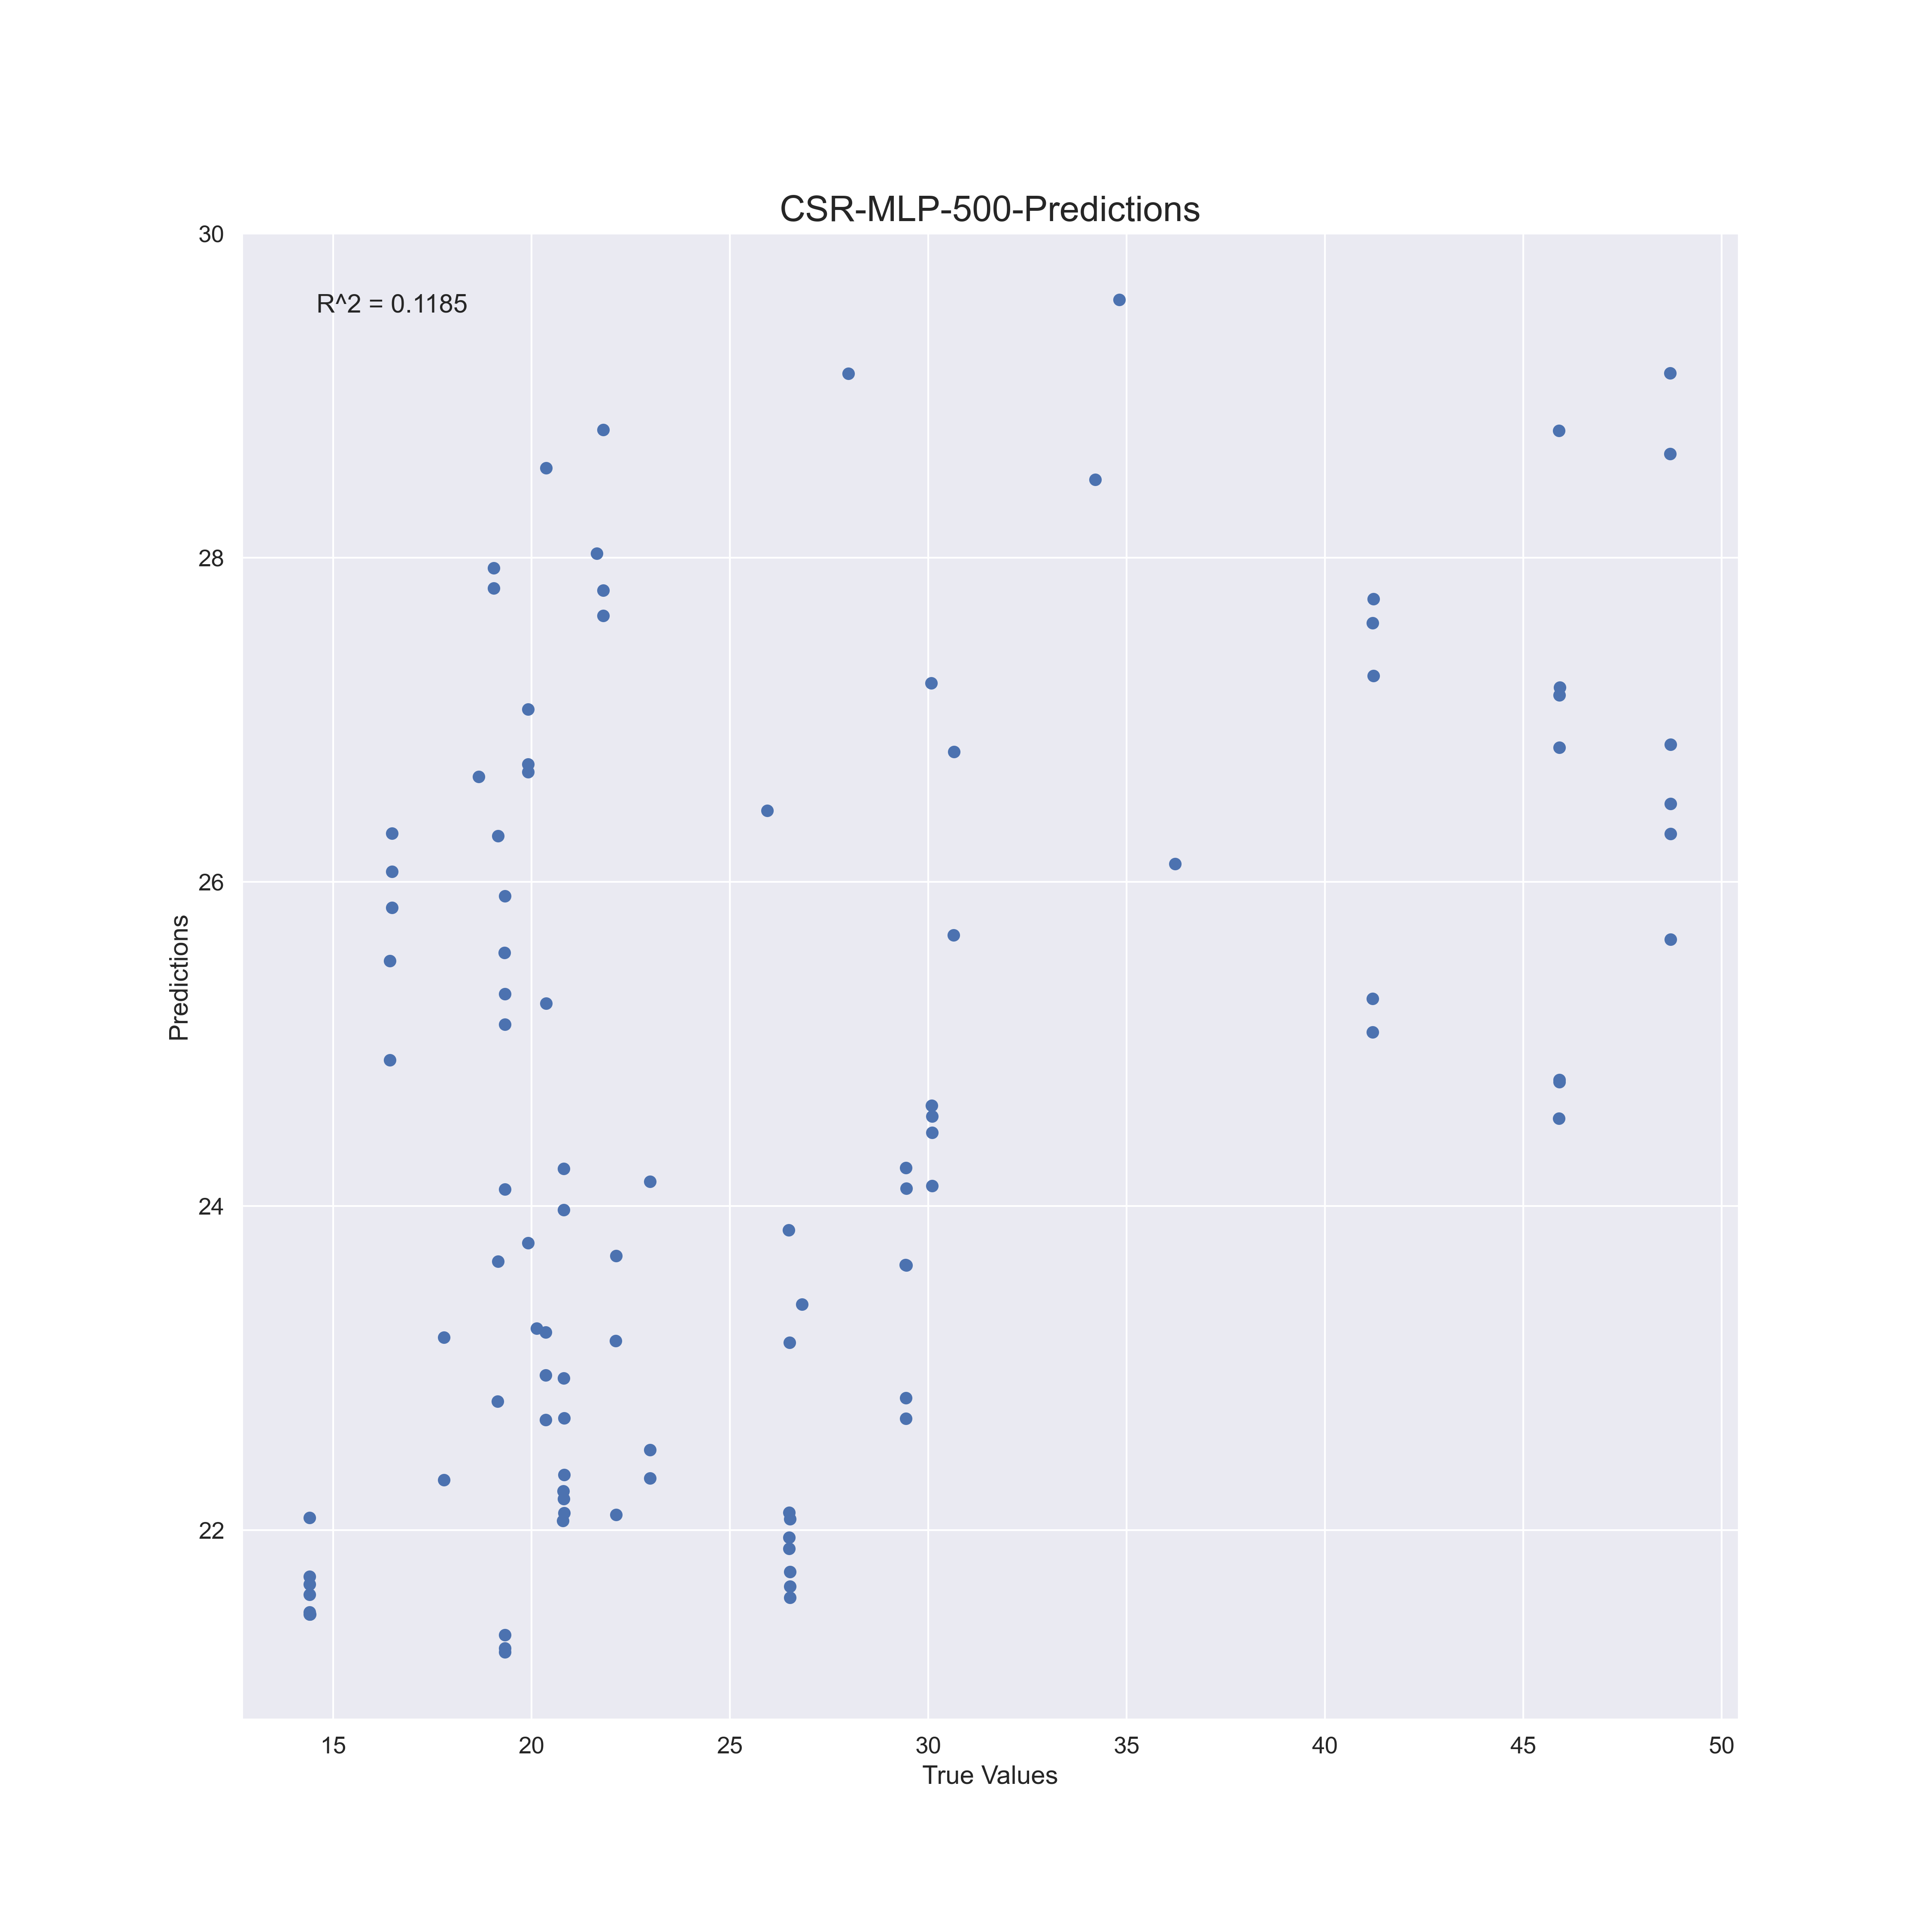 CSR-MLP-500-Predictions
30
R^2 = 0.1185
28
26
Predictions
24
22
15 20 25 30 35 40 45 50
True Values